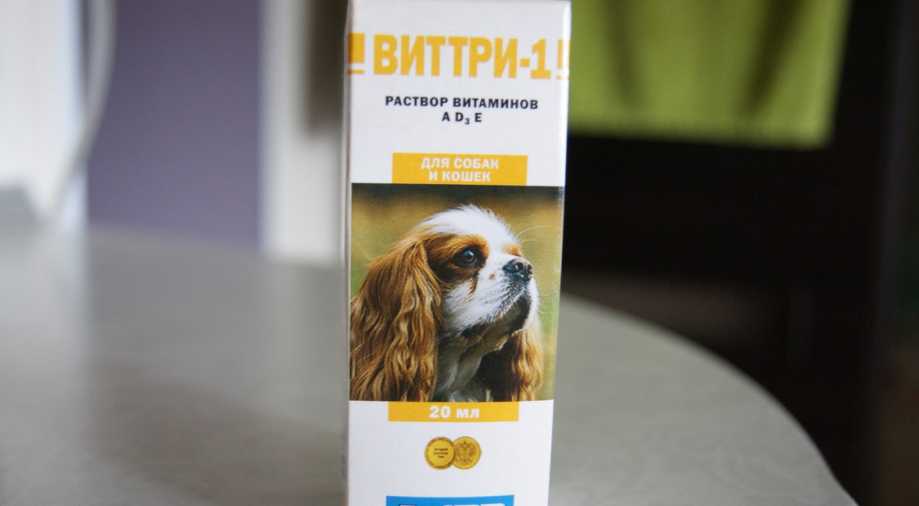 ВИТТРИ-1
РАСТВОР ВИТАМИНОВ
А D₃ Е
ДЛЯ СОБАК
И КОШЕК
20 мл